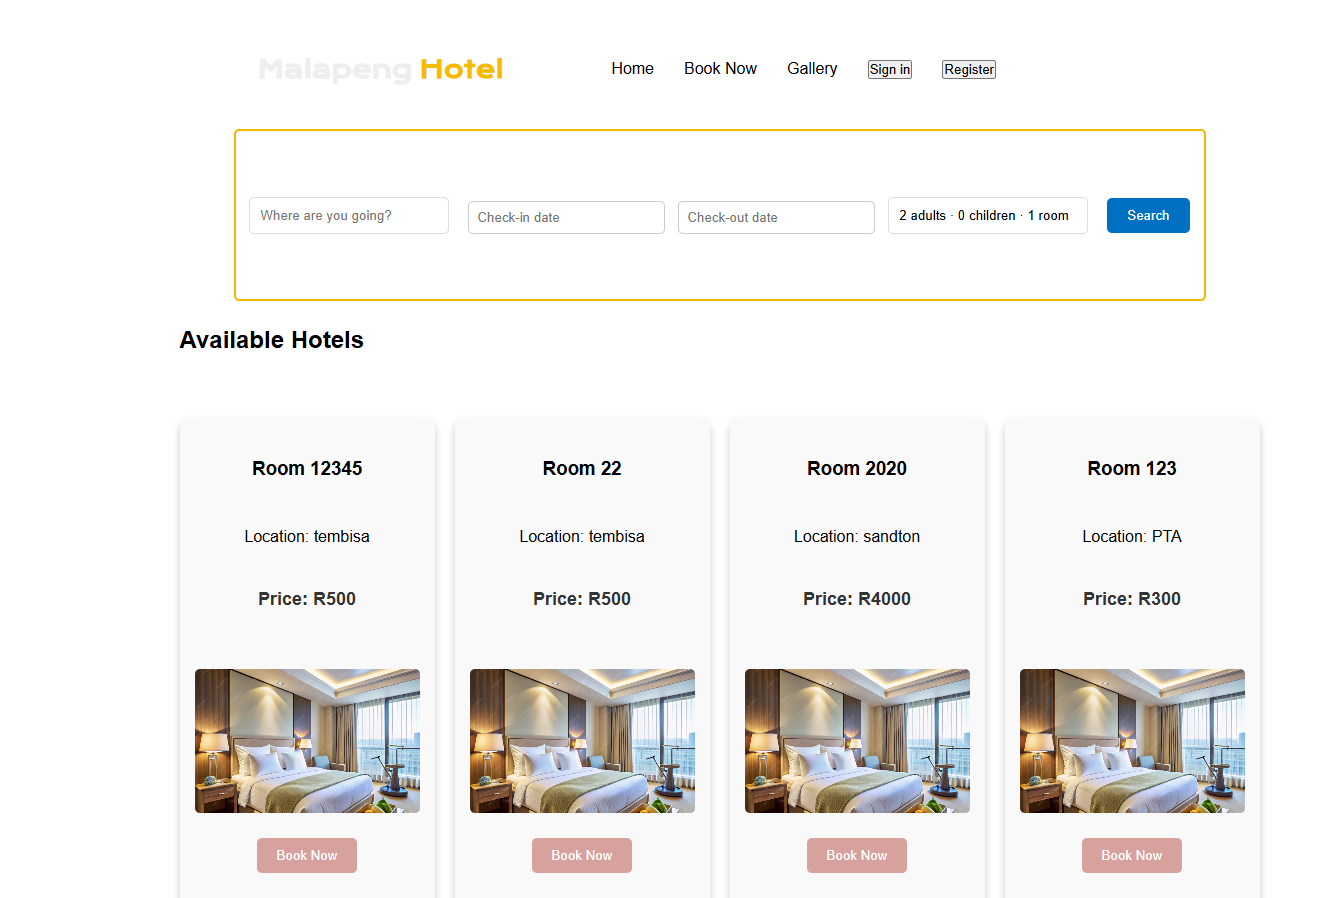 Malapeng Hotel
Home Book Now Gallery Sign in Register
Where are you going? Check-in date Check-out date 2 adults · 0 children · 1 room Search
Available Hotels
Room 12345
Location: tembisa
Price: R500
Book Now
Room 22
Location: tembisa
Price: R500
Book Now
Room 2020
Location: sandton
Price: R4000
Book Now
Room 123
Location: PTA
Price: R300
Book Now